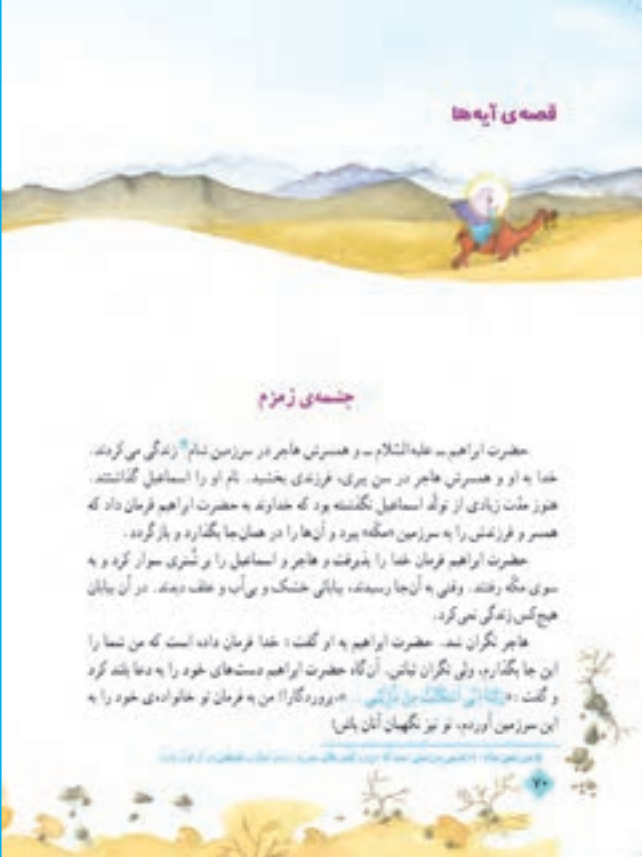 قصه‌ی آیه‌ها
چشمه‌ی زمزم
حضرت ابراهیم ــ علیه‌السّلام ــ و همسرش هاجر در سرزمین شام* زندگی می‌کردند.
خدا به او و همسرش هاجر در سن پیری، فرزندی بخشید. نام او را اسماعیل گذاشتند.
هنوز مدّت زیادی از تولّد اسماعیل نگذشته بود که خداوند به حضرت ابراهیم فرمان داد که
همسر و فرزندش را به سرزمین «مکّه» ببرد و آن‌ها را در همان‌جا بگذارد و بازگردد.
حضرت ابراهیم فرمان خدا را پذیرفت و هاجر و اسماعیل را بر شتری سوار کرد و به
سوی مکّه رفتند. وقتی به آن‌جا رسیدند، بیابانی خشک و بی‌آب و علف دیدند. در آن بیابان
هیچ‌کس زندگی نمی‌کرد.
هاجر نگران شد. حضرت ابراهیم به او گفت: خدا فرمان داده است که من شما را
این جا بگذارم، ولی نگران نباش. آن‌گاه حضرت ابراهیم دست‌های خود را به دعا بلند کرد
و گفت: «رَبَّنا اِنّی اَسکَنتُ مِن ذُرِّیَّتی ...»، پروردگارا! من به فرمان تو خانواده‌ی خود را به
این سرزمین آوردم، تو نیز نگهبان آنان باش!
٧٠